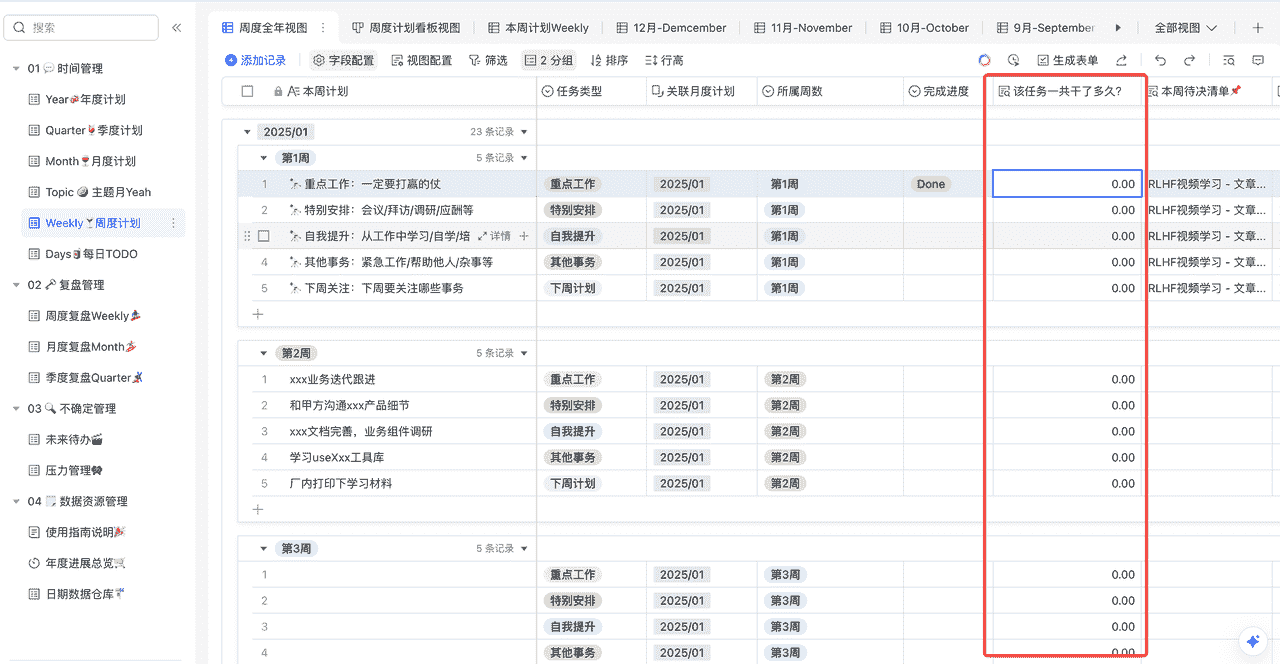 搜索
01 时间管理
Year 年度计划
Quarter 季度计划
Month 月度计划
Topic 主题月Yeah
Weekly 周度计划
Days 每日TODO
02 复盘管理
周度复盘Weekly
月度复盘Month
季度复盘Quarter
03 不确定管理
未来待办
压力管理
04 数据资源管理
使用指南说明
年度进展总览
日期数据仓库
周度全年视图 周度计划看板视图 本周计划Weekly 12月-Demcember 11月-November 10月-October 9月-September 全部视图
添加记录 字段配置 视图配置 筛选 2 分组 排序 行高 生成表单
本周计划 任务类型 关联月度计划 所属周数 完成进度 该任务一共干了多久? 本周待决清单
2025/01 23 条记录
第1周 5 条记录
1 重点工作：一定要打赢的仗 重点工作 2025/01 第1周 Done 0.00 RLHF视频学习 - 文章...
2 特别安排：会议/拜访/调研/应酬等 特别安排 2025/01 第1周 0.00 RLHF视频学习 - 文章...
自我提升：从工作中学习/自学/培 详情 自我提升 2025/01 第1周 0.00 RLHF视频学习 - 文章...
4 其他事务：紧急工作/帮助他人/杂事等 其他事务 2025/01 第1周 0.00 RLHF视频学习 - 文章...
5 下周关注：下周要关注哪些事务 下周计划 2025/01 第1周 0.00 RLHF视频学习 - 文章...
第2周 5 条记录
1 xxx业务迭代跟进 重点工作 2025/01 第2周 0.00
2 和甲方沟通xxx产品细节 特别安排 2025/01 第2周 0.00
3 xxx文档完善，业务组件调研 自我提升 2025/01 第2周 0.00
4 学习useXxx工具库 其他事务 2025/01 第2周 0.00
5 厂内打印下学习材料 下周计划 2025/01 第2周 0.00
第3周 5 条记录
1 重点工作 2025/01 第3周 0.00
2 特别安排 2025/01 第3周 0.00
3 自我提升 2025/01 第3周 0.00
4 其他事务 2025/01 第3周 0.00